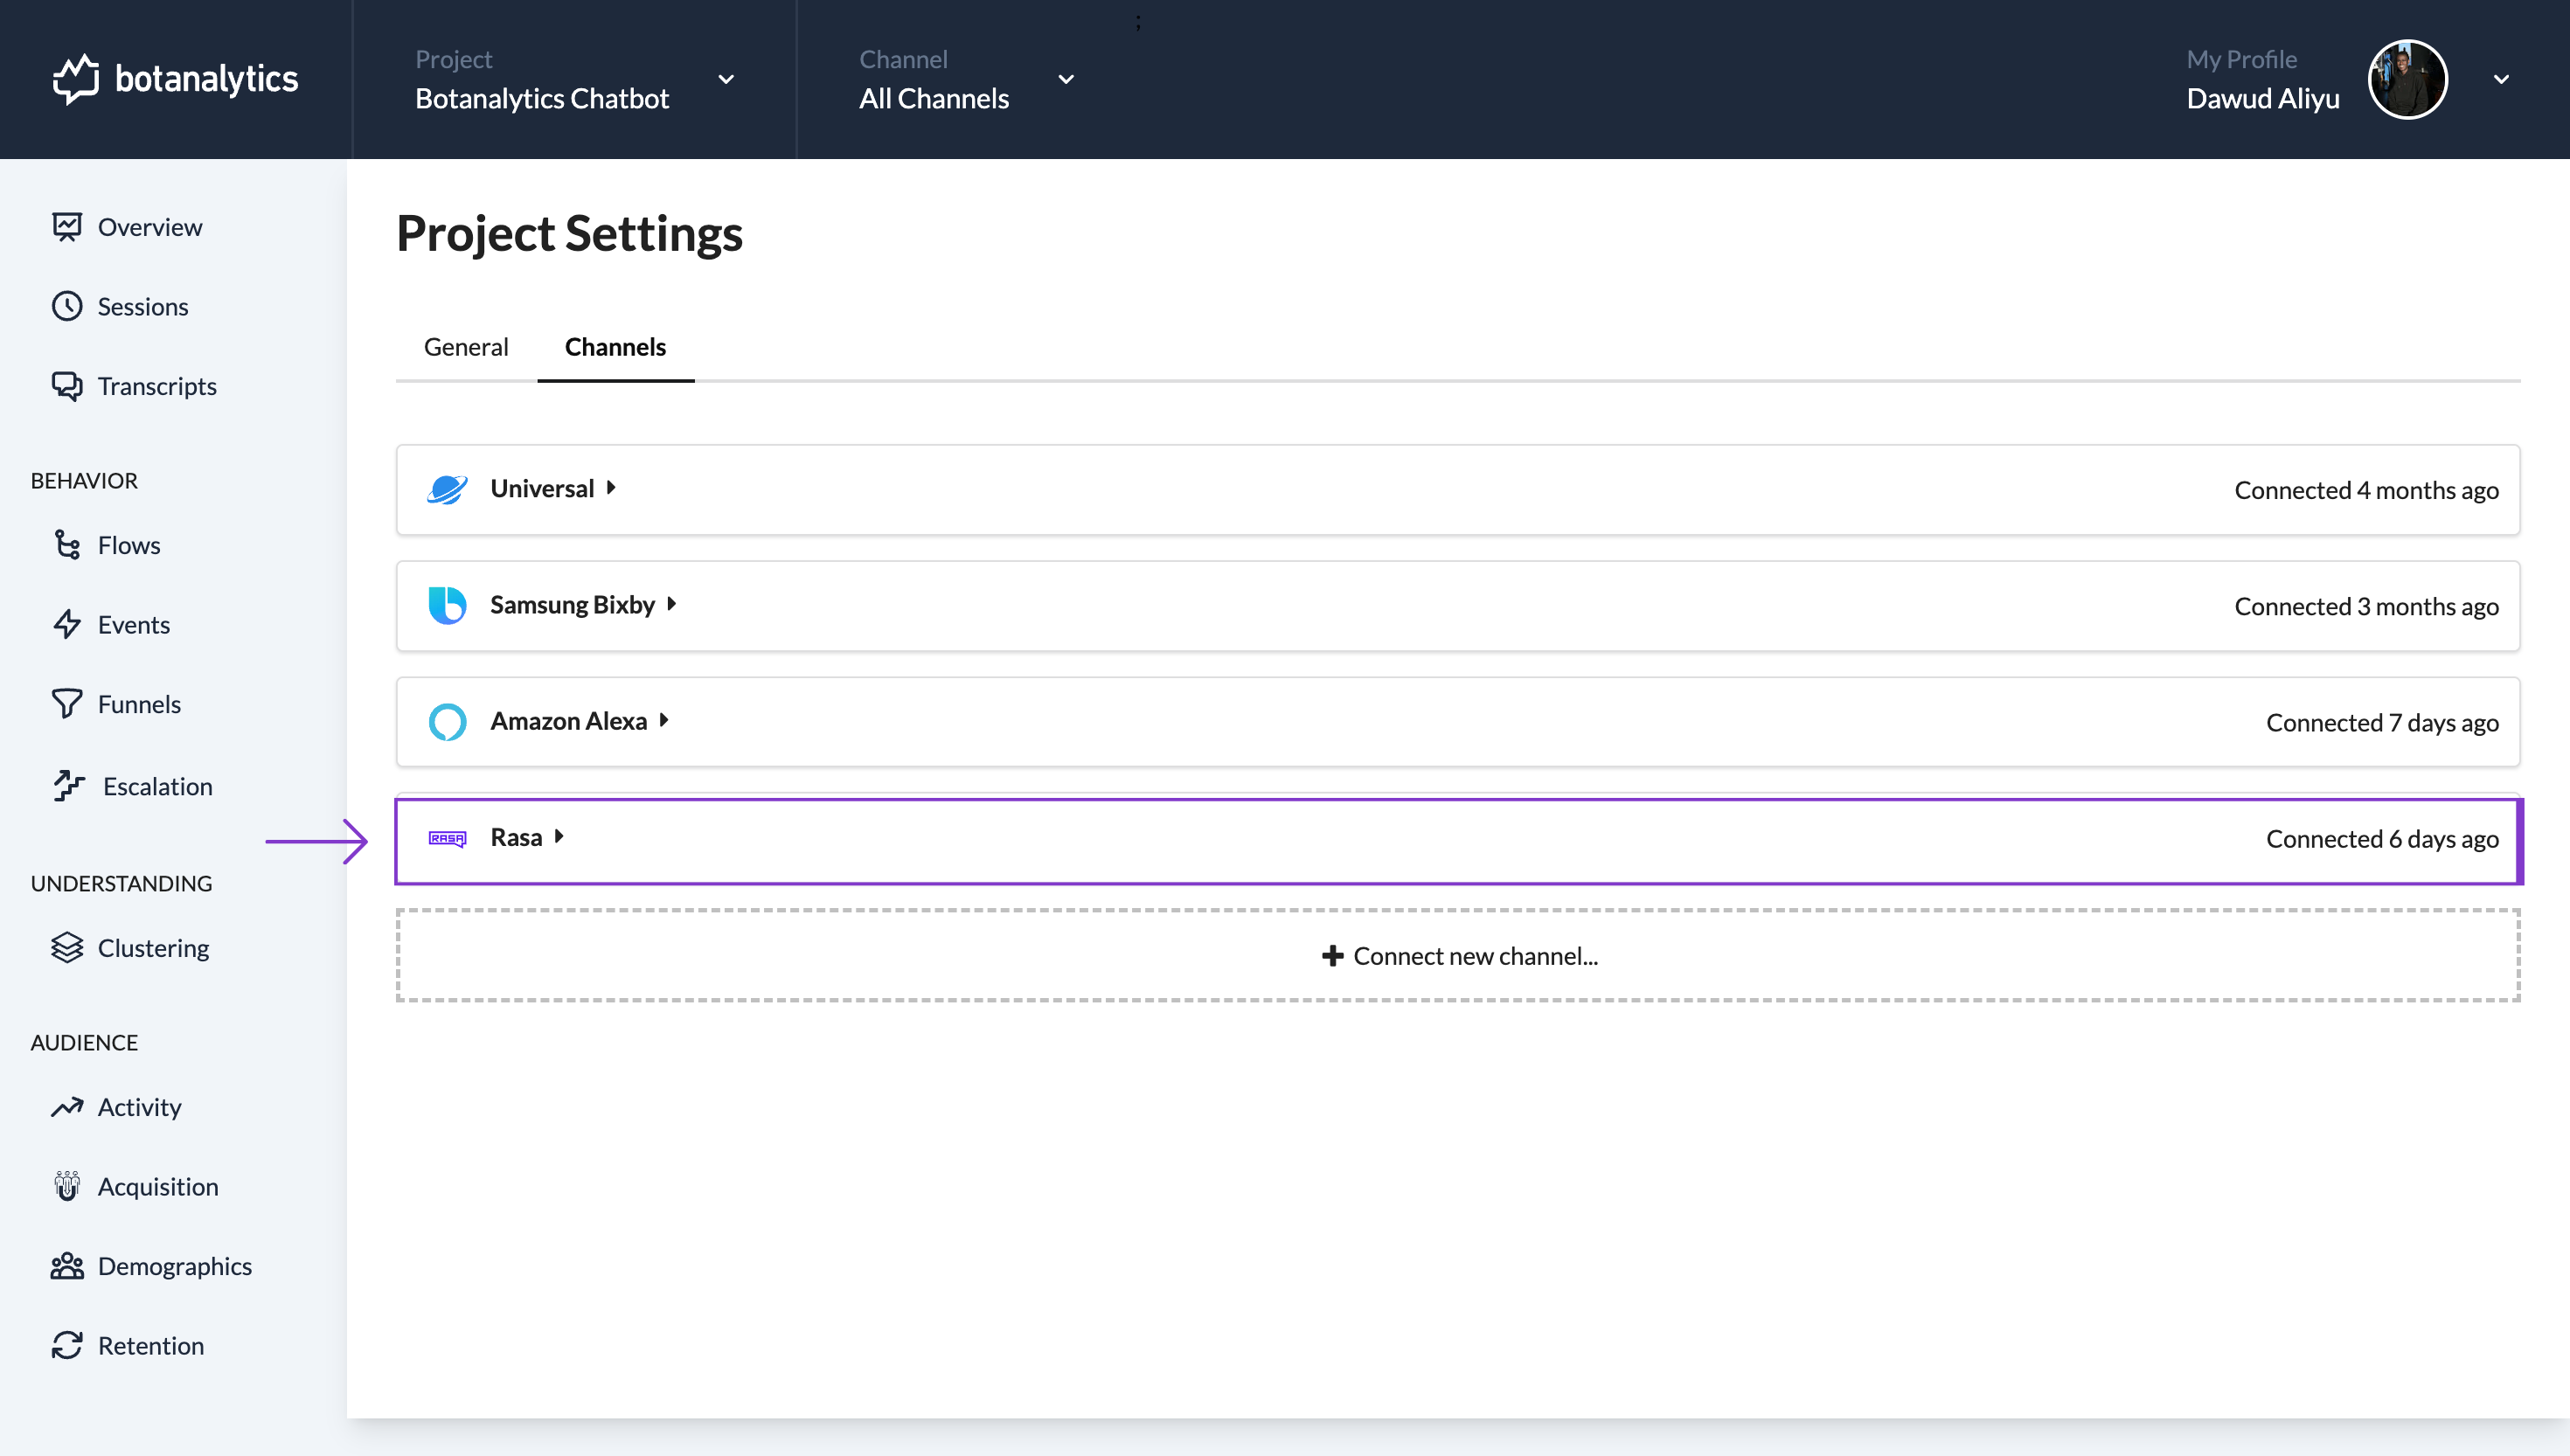 botanalytics
Project
Botanalytics Chatbot
Channel
All Channels
;
My Profile
Dawud Aliyu
Overview
Sessions
Transcripts
BEHAVIOR
Flows
Events
Funnels
Escalation
UNDERSTANDING
Clustering
AUDIENCE
Activity
Acquisition
Demographics
Retention
Project Settings
General Channels
Universal Connected 4 months ago
Samsung Bixby Connected 3 months ago
Amazon Alexa Connected 7 days ago
RASA Rasa Connected 6 days ago
Connect new channel...